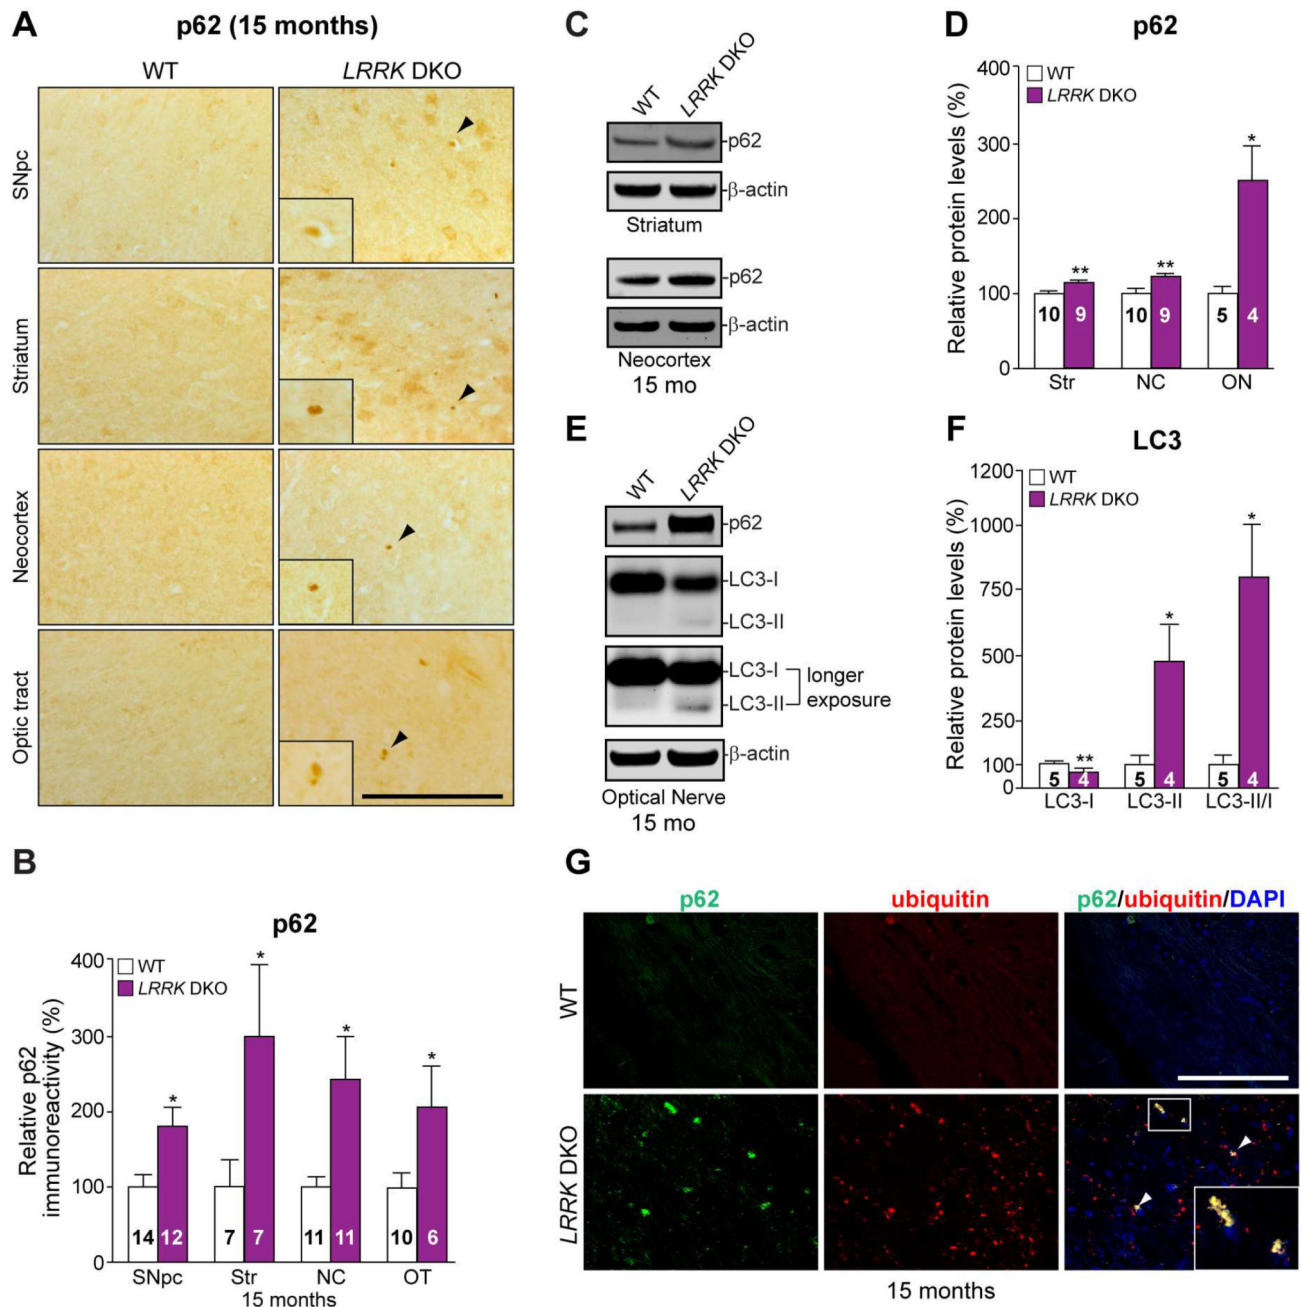 A
p62 (15 months)
WT
LRRK DKO
SNpc
Striatum
Neocortex
Optic tract
B
p62
Relative p62
immunoreactivity (%)
400
300
200
100
0
WT
LRRK DKO
* * * *
14 12 7 7 11 11 10 6
SNpc Str NC OT
15 months
C
WT
LRRK DKO
p62
β-actin
Striatum
p62
β-actin
Neocortex
15 mo
D
p62
Relative protein levels (%)
400
300
200
100
0
WT
LRRK DKO
** ** *
10 9 10 9 5 4
Str NC ON
E
WT
LRRK DKO
p62
LC3-I
LC3-II
LC3-I
LC3-II
longer
exposure
β-actin
Optical Nerve
15 mo
F
LC3
Relative protein levels (%)
1200
1000
750
500
250
100
0
WT
LRRK DKO
** * *
5 4 5 4 5 4
LC3-I LC3-II LC3-II/I
G
p62 ubiquitin p62/ubiquitin/DAPI
WT
LRRK DKO
15 months